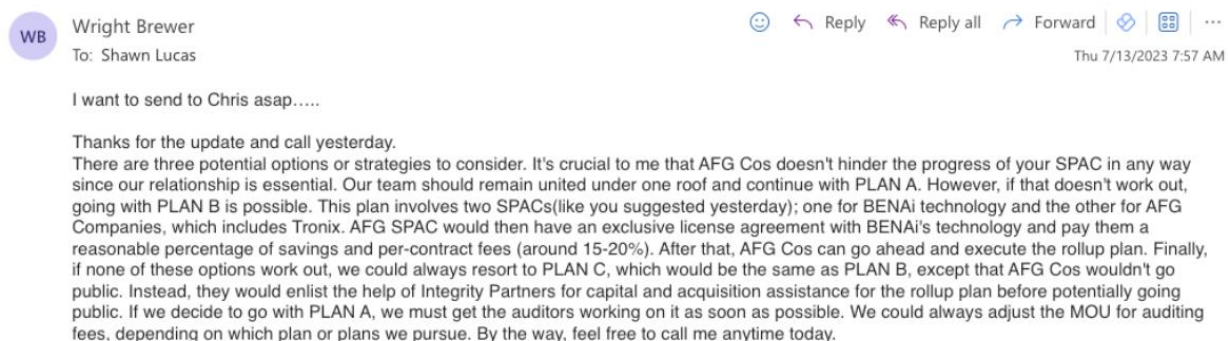 WB
Wright Brewer
Reply
Reply all
Forward
To: Shawn Lucas
Thu 7/13/2023 7:57 AM
I want to send to Chris asap.....
Thanks for the update and call yesterday.
There are three potential options or strategies to consider. It's crucial to me that AFG Cos doesn't hinder the progress of your SPAC in any way
since our relationship is essential. Our team should remain united under one roof and continue with PLAN A. However, if that doesn't work out,
going with PLAN B is possible. This plan involves two SPACs(like you suggested yesterday); one for BENAi technology and the other for AFG
Companies, which includes Tronix. AFG SPAC would then have an exclusive license agreement with BENAi's technology and pay them a
reasonable percentage of savings and per-contract fees (around 15-20%). After that, AFG Cos can go ahead and execute the rollup plan. Finally,
if none of these options work out, we could always resort to PLAN C, which would be the same as PLAN B, except that AFG Cos wouldn't go
public. Instead, they would enlist the help of Integrity Partners for capital and acquisition assistance for the rollup plan before potentially going
public. If we decide to go with PLAN A, we must get the auditors working on it as soon as possible. We could always adjust the MOU for auditing
fees, depending on which plan or plans we pursue. By the way, feel free to call me anytime today.